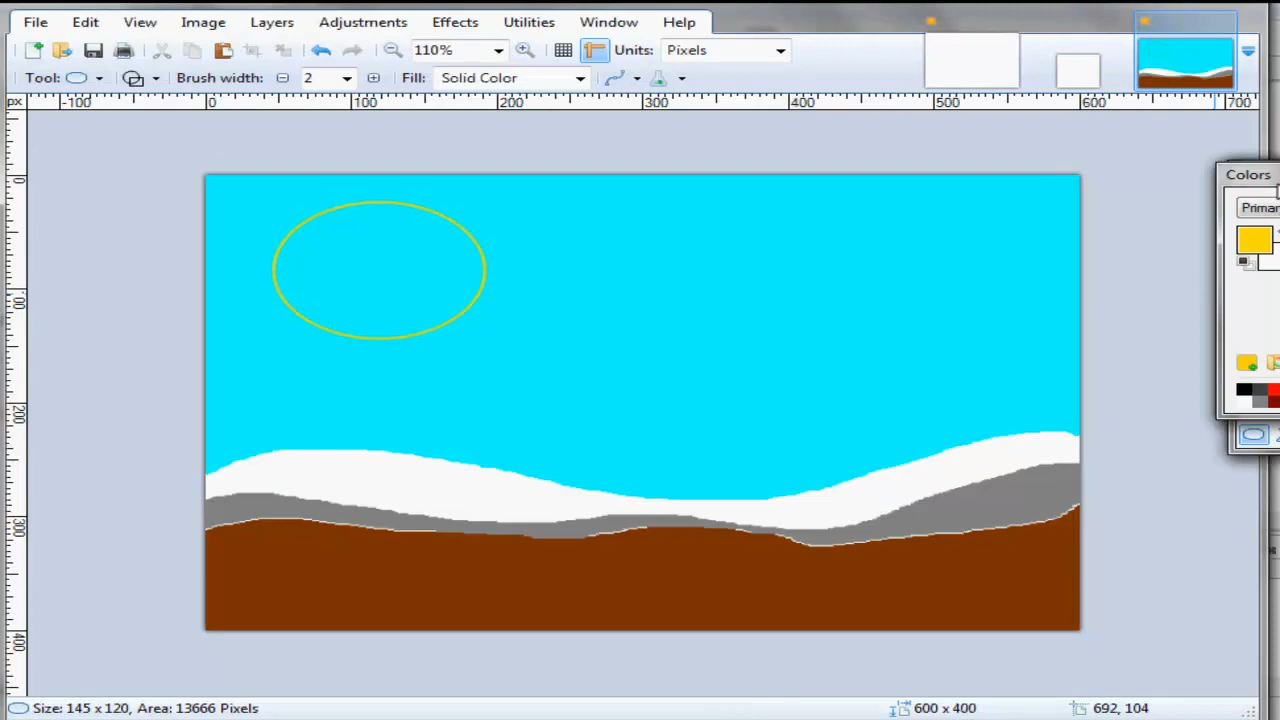 File Edit View Image Layers Adjustments Effects Utilities Window Help
110% Units: Pixels
Tool: Brush width: 2 Fill: Solid Color
px -100 0 100 200 300 400 500 600 700
0
100
200
300
400
Colors
Primar
Size: 145 x 120, Area: 13666 Pixels 600 x 400 692, 104